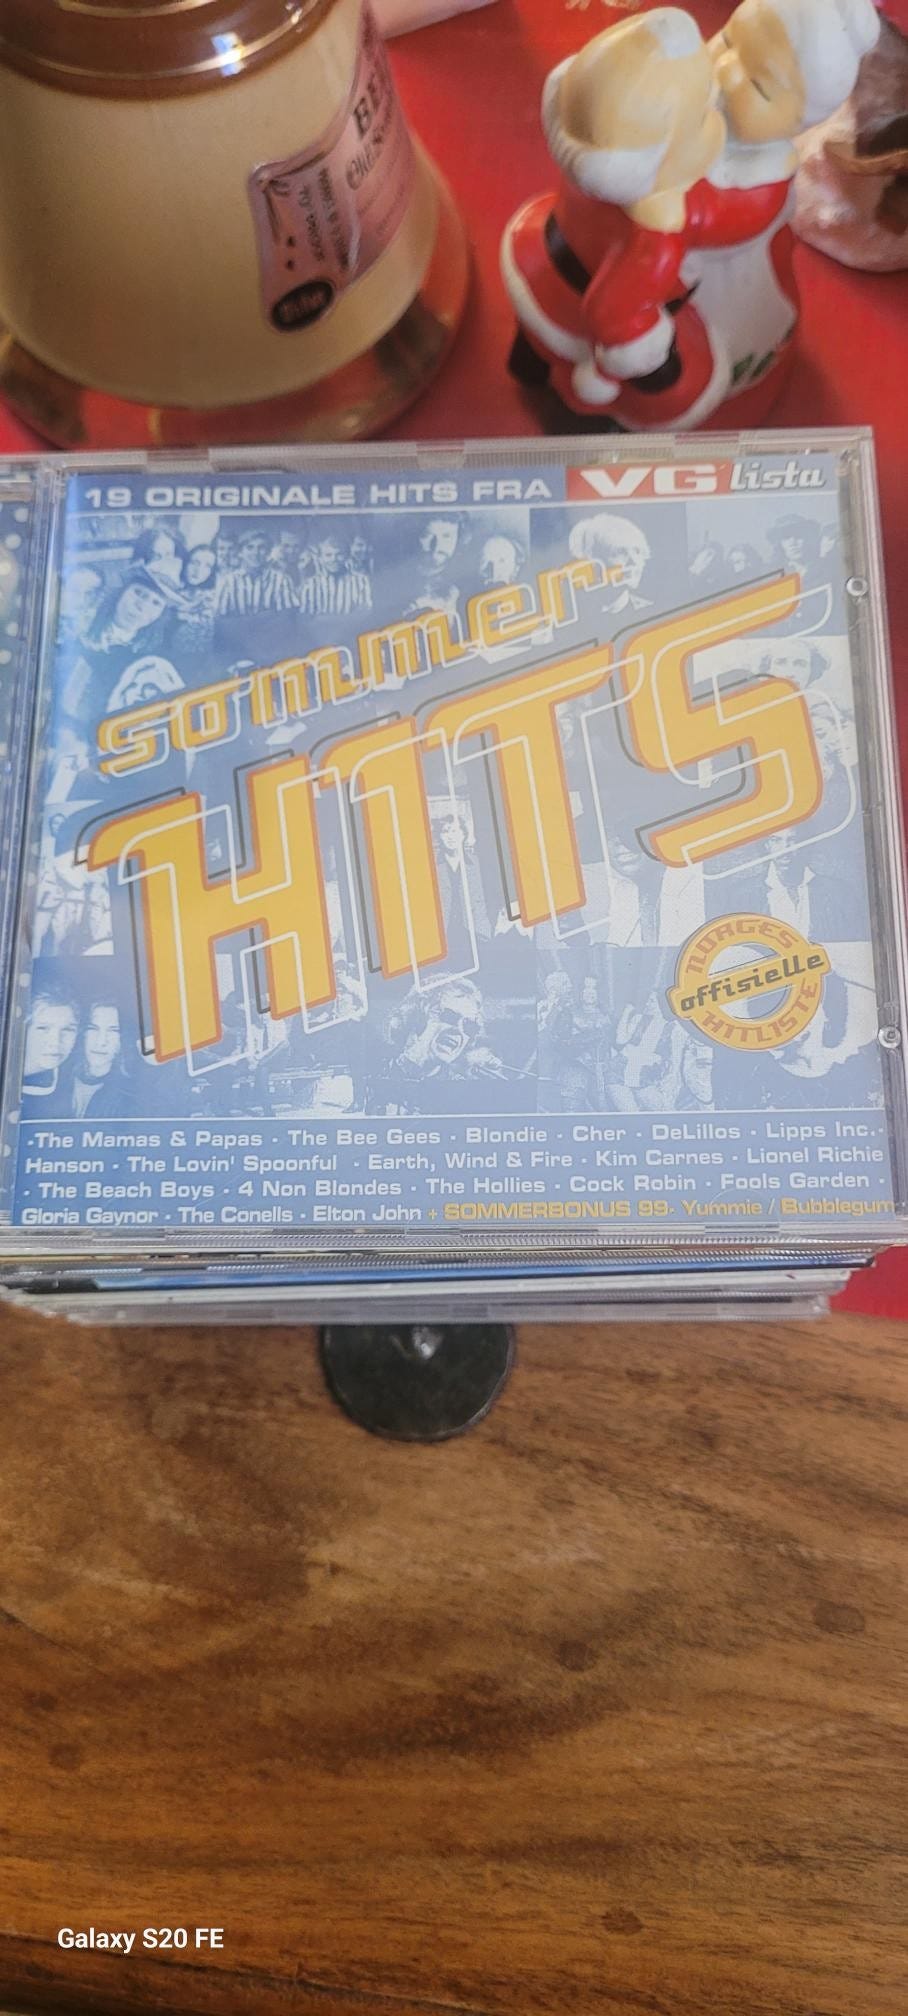 BE
19 ORIGINALE HITS FRA VG lista
sommer
HITS
NORGES
offisielle
HITLISTE
·The Mamas & Papas · The Bee Gees · Blondie · Cher · DeLillos · Lipps Inc.·
Hanson · The Lovin' Spoonful · Earth, Wind & Fire · Kim Carnes · Lionel Richie
· The Beach Boys · 4 Non Blondes · The Hollies · Cock Robin · Fools Garden ·
Gloria Gaynor · The Conells · Elton John + SOMMERBONUS 99· Yummie / Bubblegum
Galaxy S20 FE